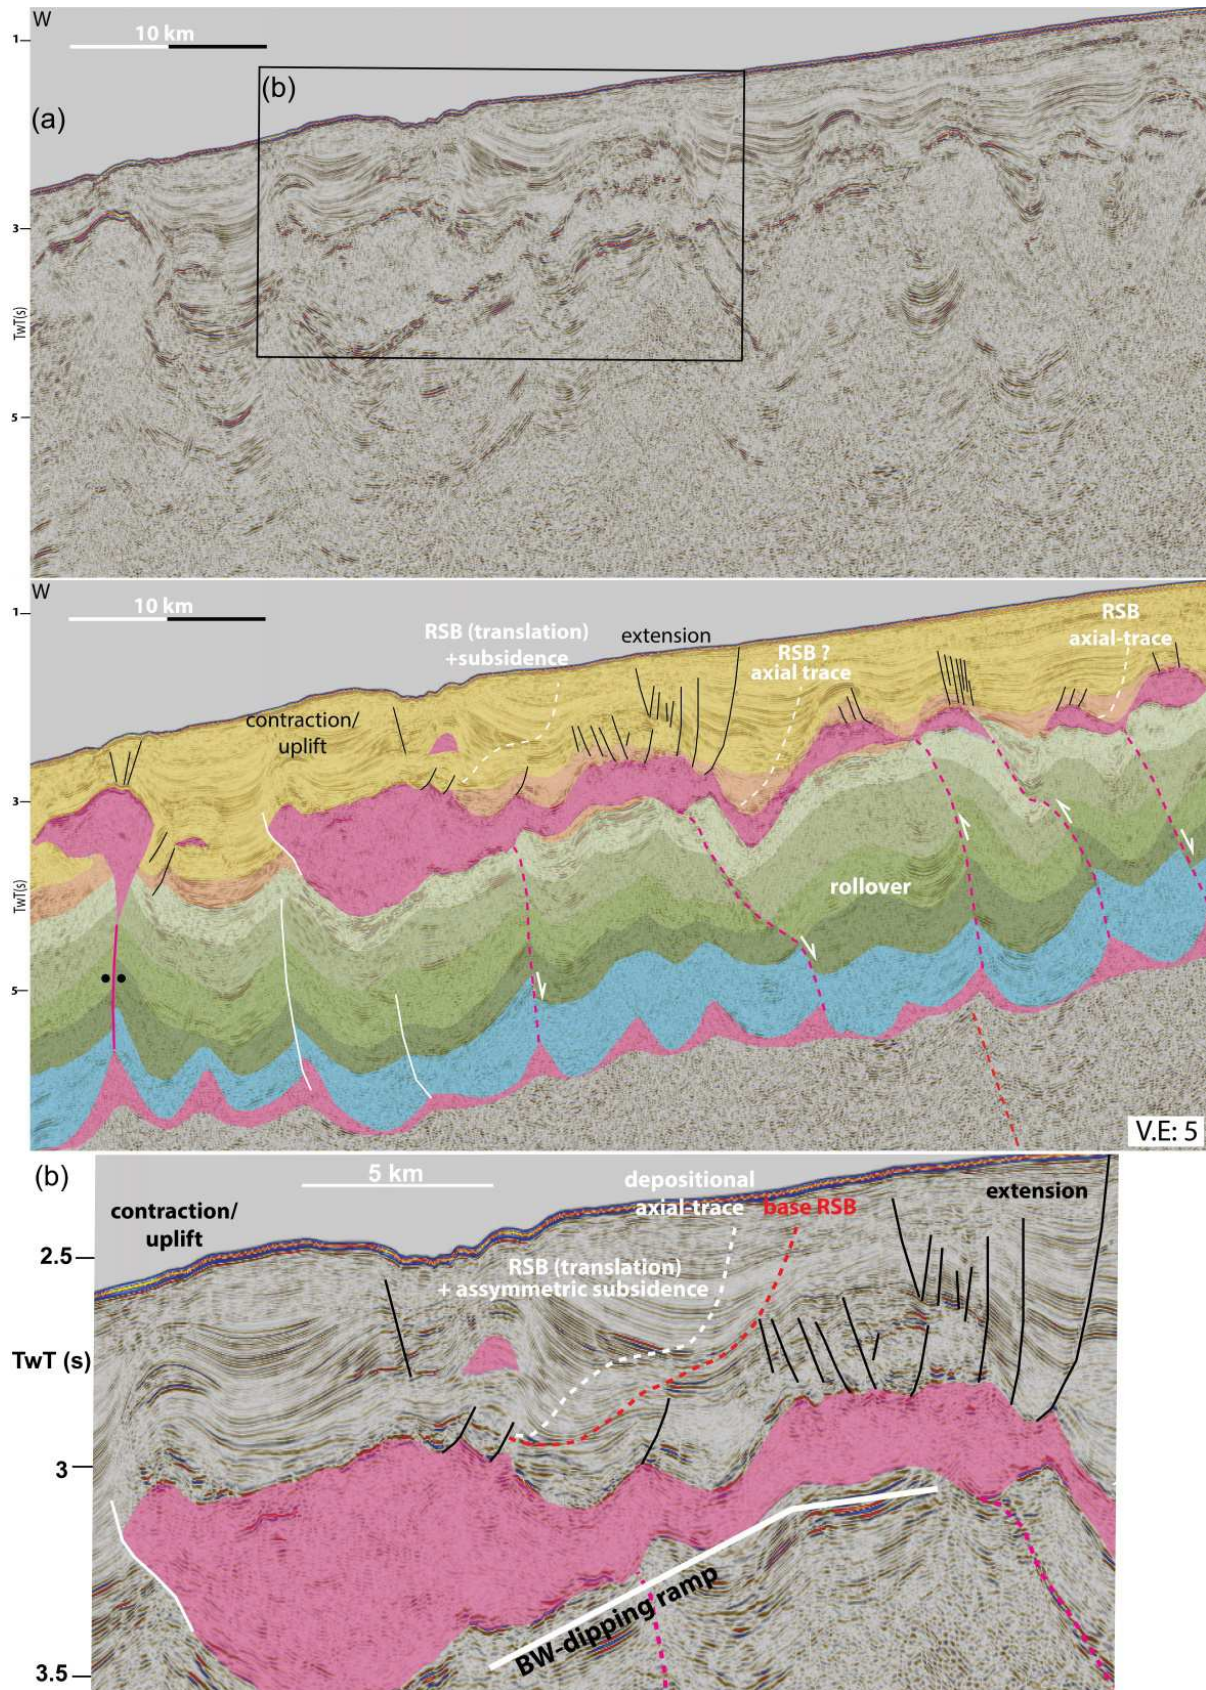 W
10 km
1
(b)
(a)
3
TwT(s)
5
W
10 km
1
RSB (translation)
+subsidence
extension
RSB
axial-trace
RSB ?
axial trace
contraction/
uplift
3
TwT(s)
rollover
5
V.E: 5
(b)
5 km
depositional
axial-trace
base RSB
extension
contraction/
uplift
2.5
RSB (translation)
+ assymetric subsidence
TwT (s)
3
BW-dipping ramp
3.5